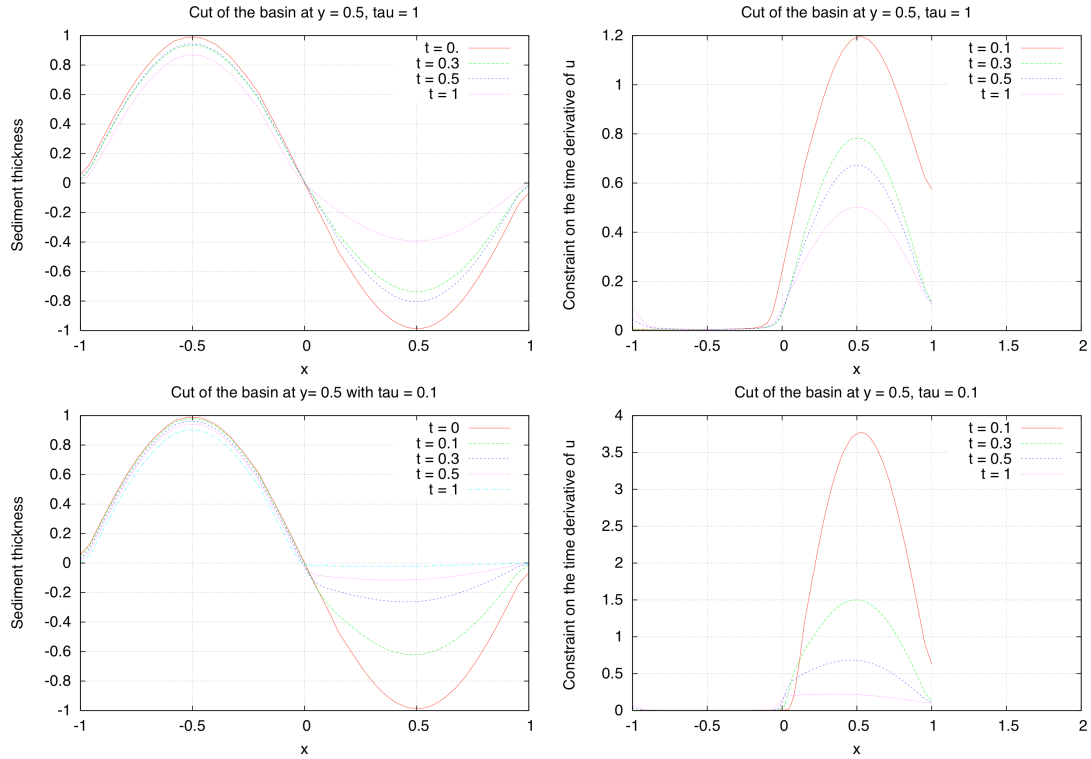 Cut of the basin at y = 0.5, tau = 1
Sediment thickness
1
0.8
0.6
0.4
0.2
0
-0.2
-0.4
-0.6
-0.8
-1
t = 0.
t = 0.3
t = 0.5
t = 1
-1
-0.5
0
0.5
1
x
Cut of the basin at y = 0.5, tau = 1
Constraint on the time derivative of u
1.2
1
0.8
0.6
0.4
0.2
0
t = 0.1
t = 0.3
t = 0.5
t = 1
-1
-0.5
0
0.5
1
1.5
2
x
Cut of the basin at y= 0.5 with tau = 0.1
Sediment thickness
1
0.8
0.6
0.4
0.2
0
-0.2
-0.4
-0.6
-0.8
-1
t = 0
t = 0.1
t = 0.3
t = 0.5
t = 1
-1
-0.5
0
0.5
1
x
Cut of the basin at y = 0.5, tau = 0.1
Constraint on the time derivative of u
4
3.5
3
2.5
2
1.5
1
0.5
0
t = 0.1
t = 0.3
t = 0.5
t = 1
-1
-0.5
0
0.5
1
1.5
2
x